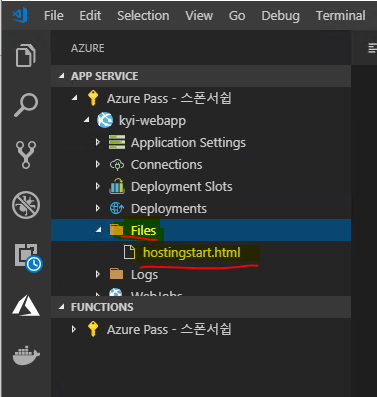 File Edit Selection View Go Debug Terminal
AZURE
APP SERVICE
Azure Pass - 스폰서쉽
kyi-webapp
Application Settings
Connections
Deployment Slots
Deployments
Files
hostingstart.html
Logs
WebJobs
FUNCTIONS
Azure Pass - 스폰서쉽